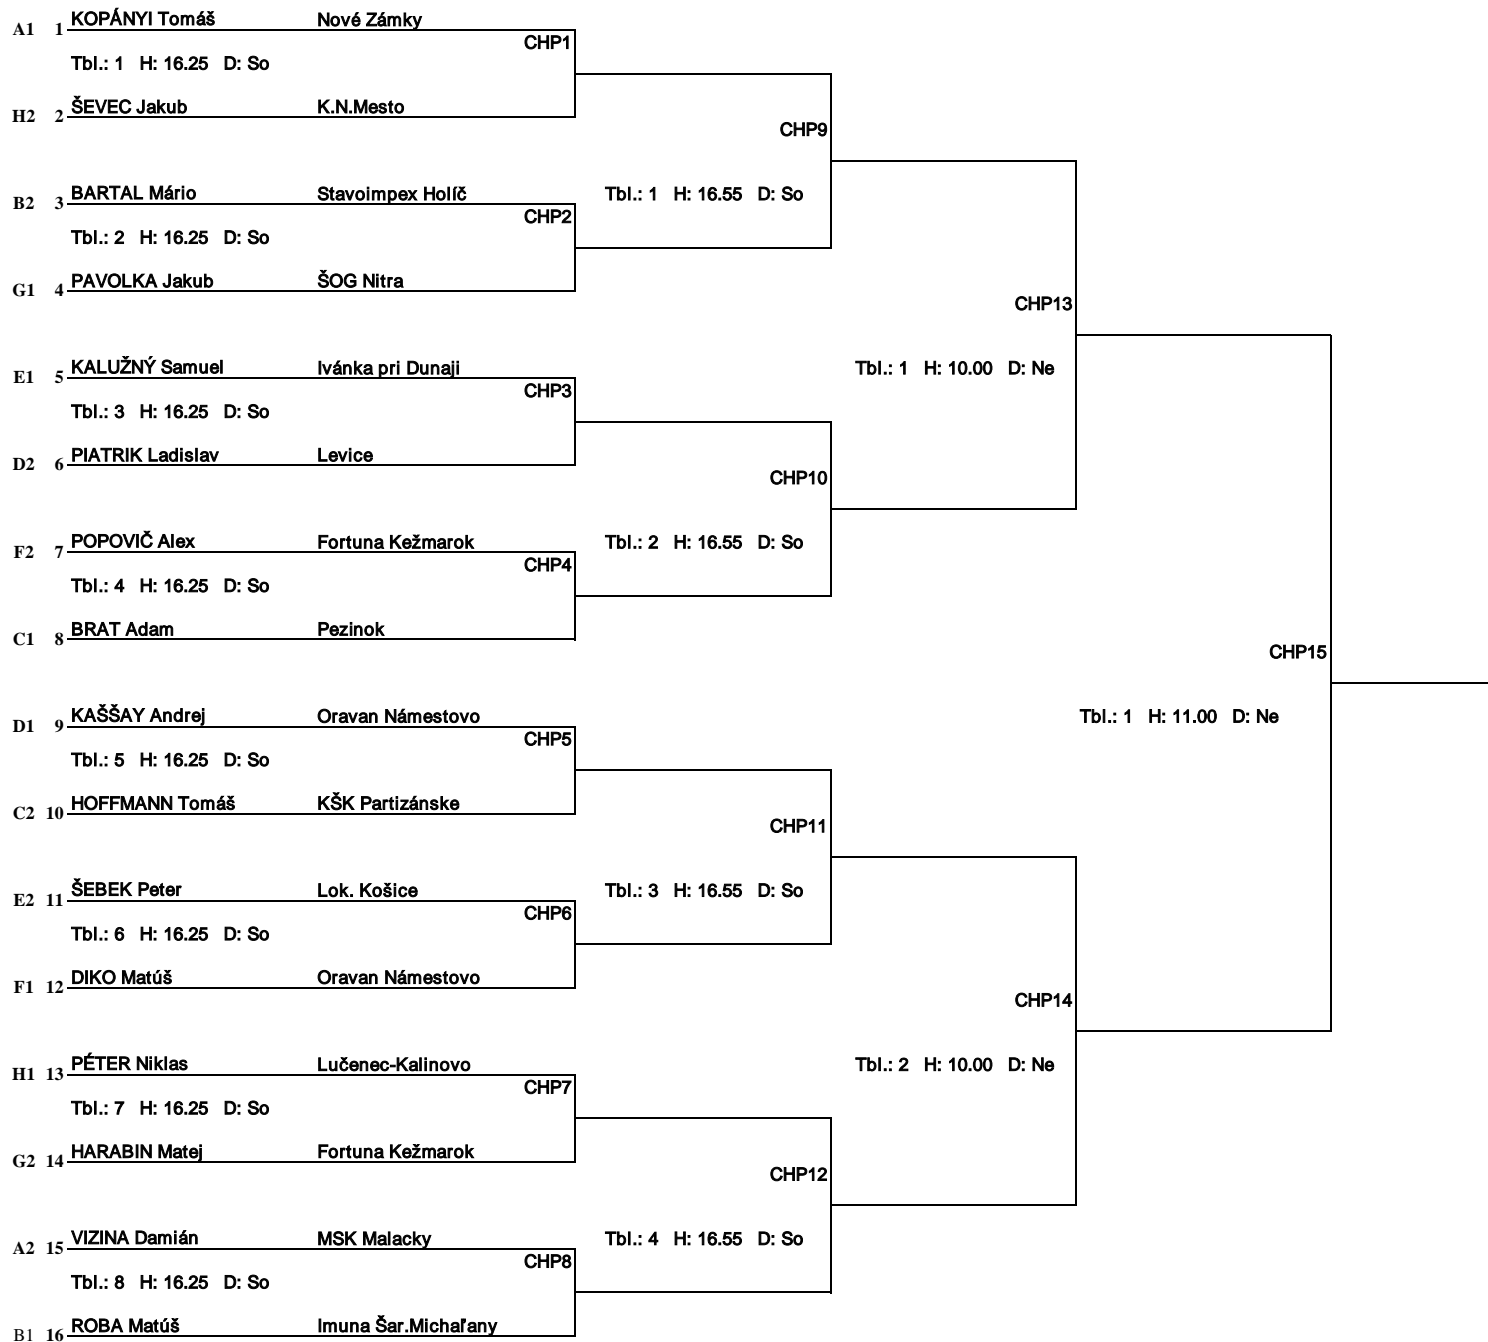 A1 1 KOPÁNYI Tomáš Nové Zámky
CHP1
Tbl.: 1 H: 16.25 D: So
H2 2 ŠEVEC Jakub K.N.Mesto
CHP9
B2 3 BARTAL Mário Stavoimpex Holíč
Tbl.: 1 H: 16.55 D: So
CHP2
Tbl.: 2 H: 16.25 D: So
G1 4 PAVOLKA Jakub ŠOG Nitra
CHP13
E1 5 KALUŽNÝ Samuel Ivánka pri Dunaji
Tbl.: 1 H: 10.00 D: Ne
CHP3
Tbl.: 3 H: 16.25 D: So
D2 6 PIATRIK Ladislav Levice
CHP10
F2 7 POPOVIČ Alex Fortuna Kežmarok
Tbl.: 2 H: 16.55 D: So
CHP4
Tbl.: 4 H: 16.25 D: So
C1 8 BRAT Adam Pezinok
CHP15
D1 9 KAŠŠAY Andrej Oravan Námestovo
Tbl.: 1 H: 11.00 D: Ne
CHP5
Tbl.: 5 H: 16.25 D: So
C2 10 HOFFMANN Tomáš KŠK Partizánske
CHP11
E2 11 ŠEBEK Peter Lok. Košice
Tbl.: 3 H: 16.55 D: So
CHP6
Tbl.: 6 H: 16.25 D: So
F1 12 DIKO Matúš Oravan Námestovo
CHP14
H1 13 PÉTER Niklas Lučenec-Kalinovo
Tbl.: 2 H: 10.00 D: Ne
CHP7
Tbl.: 7 H: 16.25 D: So
G2 14 HARABIN Matej Fortuna Kežmarok
CHP12
A2 15 VIZINA Damián MSK Malacky
Tbl.: 4 H: 16.55 D: So
CHP8
Tbl.: 8 H: 16.25 D: So
B1 16 ROBA Matúš Imuna Šar.Michaľany